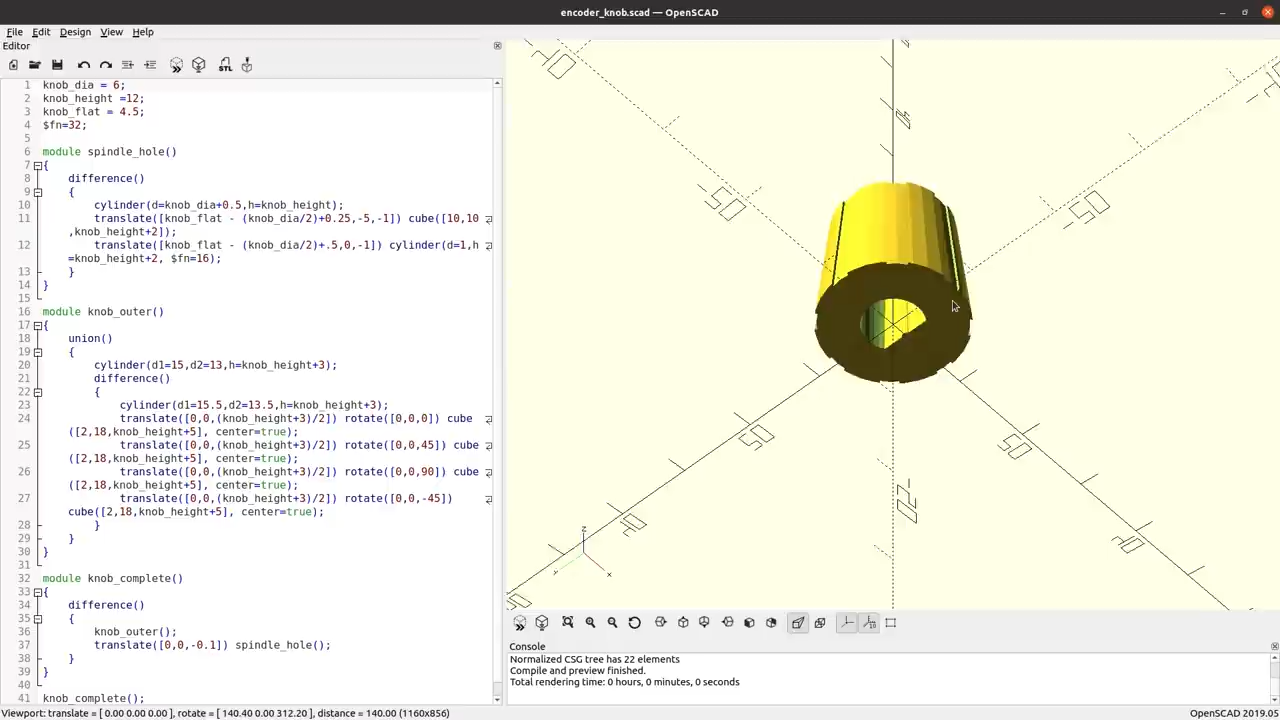 encoder_knob.scad — OpenSCAD
File Edit Design View Help
Editor
1 knob_dia = 6;
2 knob_height =12;
3 knob_flat = 4.5;
4 $fn=32;
5
6 module spindle_hole()
7 {
8 difference()
9 {
10 cylinder(d=knob_dia+0.5,h=knob_height);
11 translate([knob_flat - (knob_dia/2)+0.25,-5,-1]) cube([10,10
,knob_height+2]);
12 translate([knob_flat - (knob_dia/2)+.5,0,-1]) cylinder(d=1,h
=knob_height+2, $fn=16);
13 }
14 }
15
16 module knob_outer()
17 {
18 union()
19 {
20 cylinder(d1=15,d2=13,h=knob_height+3);
21 difference()
22 {
23 cylinder(d1=15.5,d2=13.5,h=knob_height+3);
24 translate([0,0,(knob_height+3)/2]) rotate([0,0,0]) cube
([2,18,knob_height+5], center=true);
25 translate([0,0,(knob_height+3)/2]) rotate([0,0,45]) cube
([2,18,knob_height+5], center=true);
26 translate([0,0,(knob_height+3)/2]) rotate([0,0,90]) cube
([2,18,knob_height+5], center=true);
27 translate([0,0,(knob_height+3)/2]) rotate([0,0,-45])
cube([2,18,knob_height+5], center=true);
28 }
29 }
30 }
31
32 module knob_complete()
33 {
34 difference()
35 {
36 knob_outer();
37 translate([0,0,-0.1]) spindle_hole();
38 }
39 }
40
41 knob_complete();
STL
z
y
x
10
Console
Normalized CSG tree has 22 elements
Compile and preview finished.
Total rendering time: 0 hours, 0 minutes, 0 seconds
Viewport: translate = [ 0.00 0.00 0.00 ], rotate = [ 140.40 0.00 312.20 ], distance = 140.00 (1160x856)
OpenSCAD 2019.05